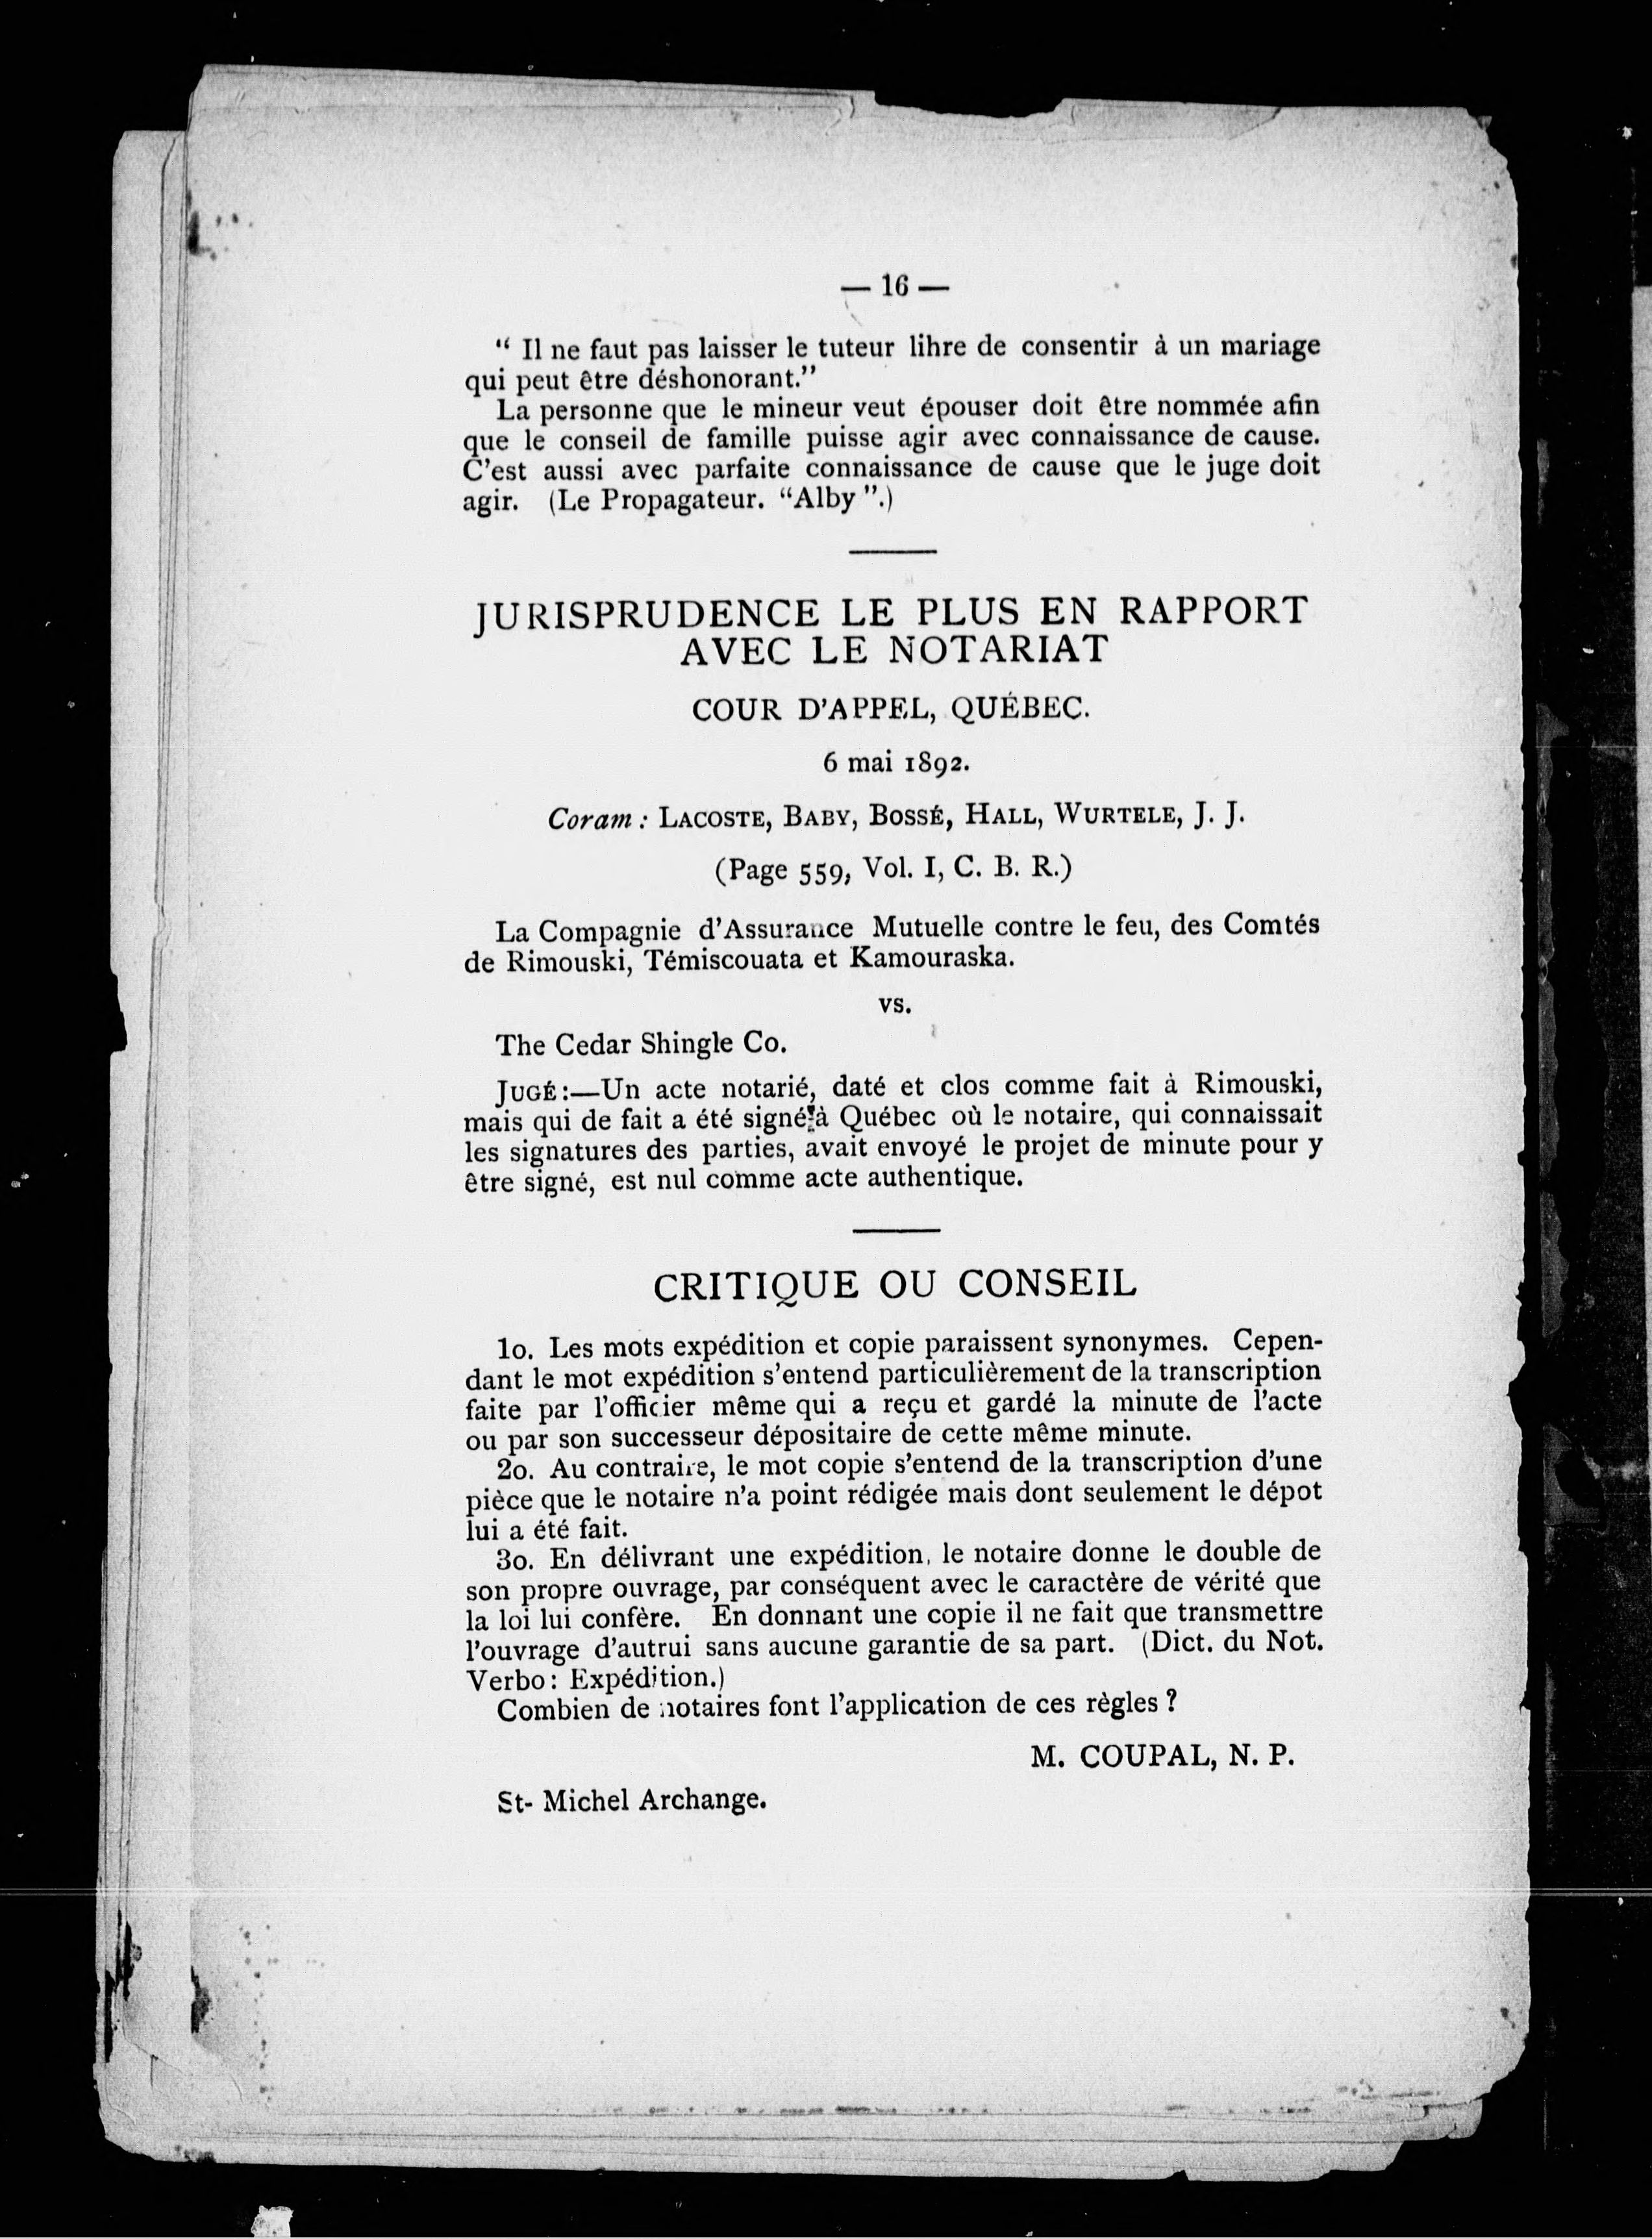 — 16 —
“ Il ne faut pas laisser le tuteur lihre de consentir à un mariage
qui peut être déshonorant.”
La personne que le mineur veut épouser doit être nommée afin
que le conseil de famille puisse agir avec connaissance de cause.
C’est aussi avec parfaite connaissance de cause que le juge doit
agir. (Le Propagateur. “Alby ”.)
JURISPRUDENCE LE PLUS EN RAPPORT
AVEC LE NOTARIAT
COUR D’APPEL, QUÉBEC.
6 mai 1892.
Coram : LACOSTE, BABY, BOSSÉ, HALL, WURTELE, J. J.
(Page 559, Vol. I, C. B. R.)
La Compagnie d’Assurance Mutuelle contre le feu, des Comtés
de Rimouski, Témiscouata et Kamouraska.
vs.
The Cedar Shingle Co.
JUGÉ :—Un acte notarié, daté et clos comme fait à Rimouski,
mais qui de fait a été signé à Québec où le notaire, qui connaissait
les signatures des parties, avait envoyé le projet de minute pour y
être signé, est nul comme acte authentique.
CRITIQUE OU CONSEIL
1o. Les mots expédition et copie paraissent synonymes. Cepen-
dant le mot expédition s’entend particulièrement de la transcription
faite par l’officier même qui a reçu et gardé la minute de l’acte
ou par son successeur dépositaire de cette même minute.
2o. Au contraire, le mot copie s’entend de la transcription d’une
pièce que le notaire n’a point rédigée mais dont seulement le dépot
lui a été fait.
3o. En délivrant une expédition, le notaire donne le double de
son propre ouvrage, par conséquent avec le caractère de vérité que
la loi lui confère. En donnant une copie il ne fait que transmettre
l’ouvrage d’autrui sans aucune garantie de sa part. (Dict. du Not.
Verbo : Expédition.)
Combien de notaires font l’application de ces règles ?
M. COUPAL, N. P.
St- Michel Archange.